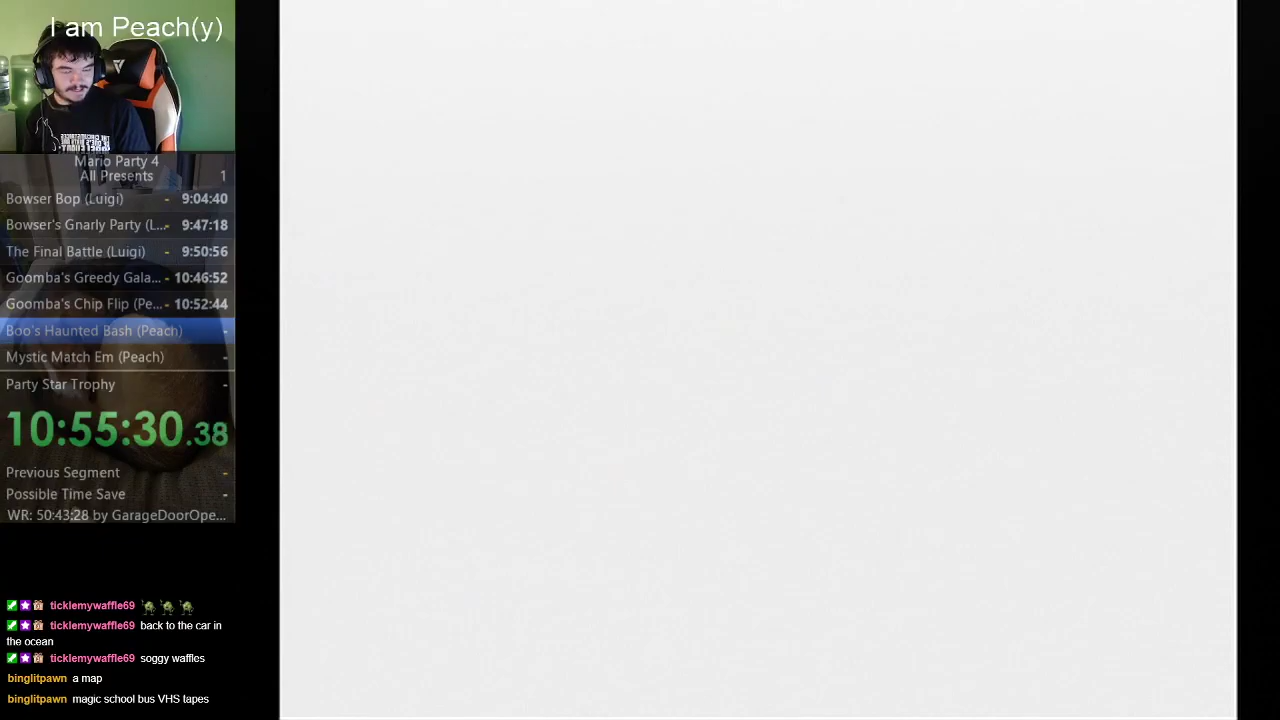 I am Peach(y)
Mario Party 4
All Presents 1
Bowser Bop (Luigi) - 9:04:40
Bowser's Gnarly Party (L... - 9:47:18
The Final Battle (Luigi) - 9:50:56
Goomba's Greedy Gala... - 10:46:52
Goomba's Chip Flip (Pe... - 10:52:44
Boo's Haunted Bash (Peach) -
Mystic Match Em (Peach) -
Party Star Trophy -
10:55:30.38
Previous Segment -
Possible Time Save -
WR: 50:43:28 by GarageDoorOpe...
ticklemywaffle69
ticklemywaffle69 back to the car in
the ocean
ticklemywaffle69 soggy waffles
binglitpawn a map
binglitpawn magic school bus VHS tapes